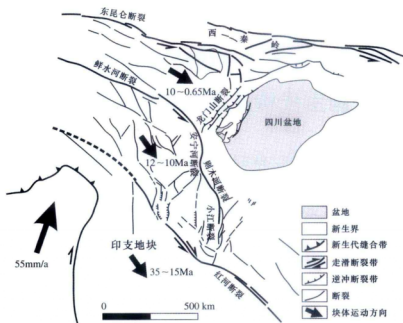 东昆仑断裂
西
秦
岭
鲜水河断裂
10~0.65Ma
龙门山断裂
四川盆地
安宁河断裂
则木河断裂
12~10Ma
小江断裂
印支地块
35~15Ma
55mm/a
红河断裂
0 500 km
盆地
新生界
新生代缝合带
走滑断裂带
逆冲断裂带
断裂
块体运动方向